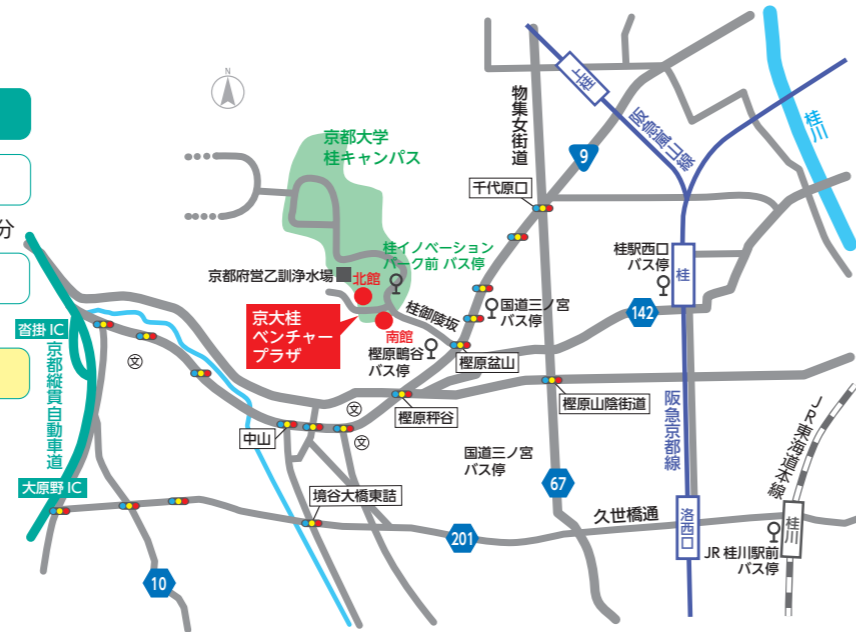 N
分
京都大学
桂キャンパス
物集女街道
上桂
阪急嵐山線
桂川
9
千代原口
桂イノベーション
パーク前 バス停
京都府営乙訓浄水場
北館
京大桂
ベンチャー
プラザ
南館
桂御陵坂
国道三ノ宮
バス停
桂駅西口
バス停
桂
142
樫原鴫谷
バス停
樫原盆山
沓掛 IC
文
京都縦貫自動車道
樫原山陰街道
阪急京都線
文
樫原秤谷
中山
文
国道三ノ宮
バス停
JR東海道本線
大原野 IC
境谷大橋東詰
67
久世橋通
洛西口
桂川
JR 桂川駅前
バス停
201
10